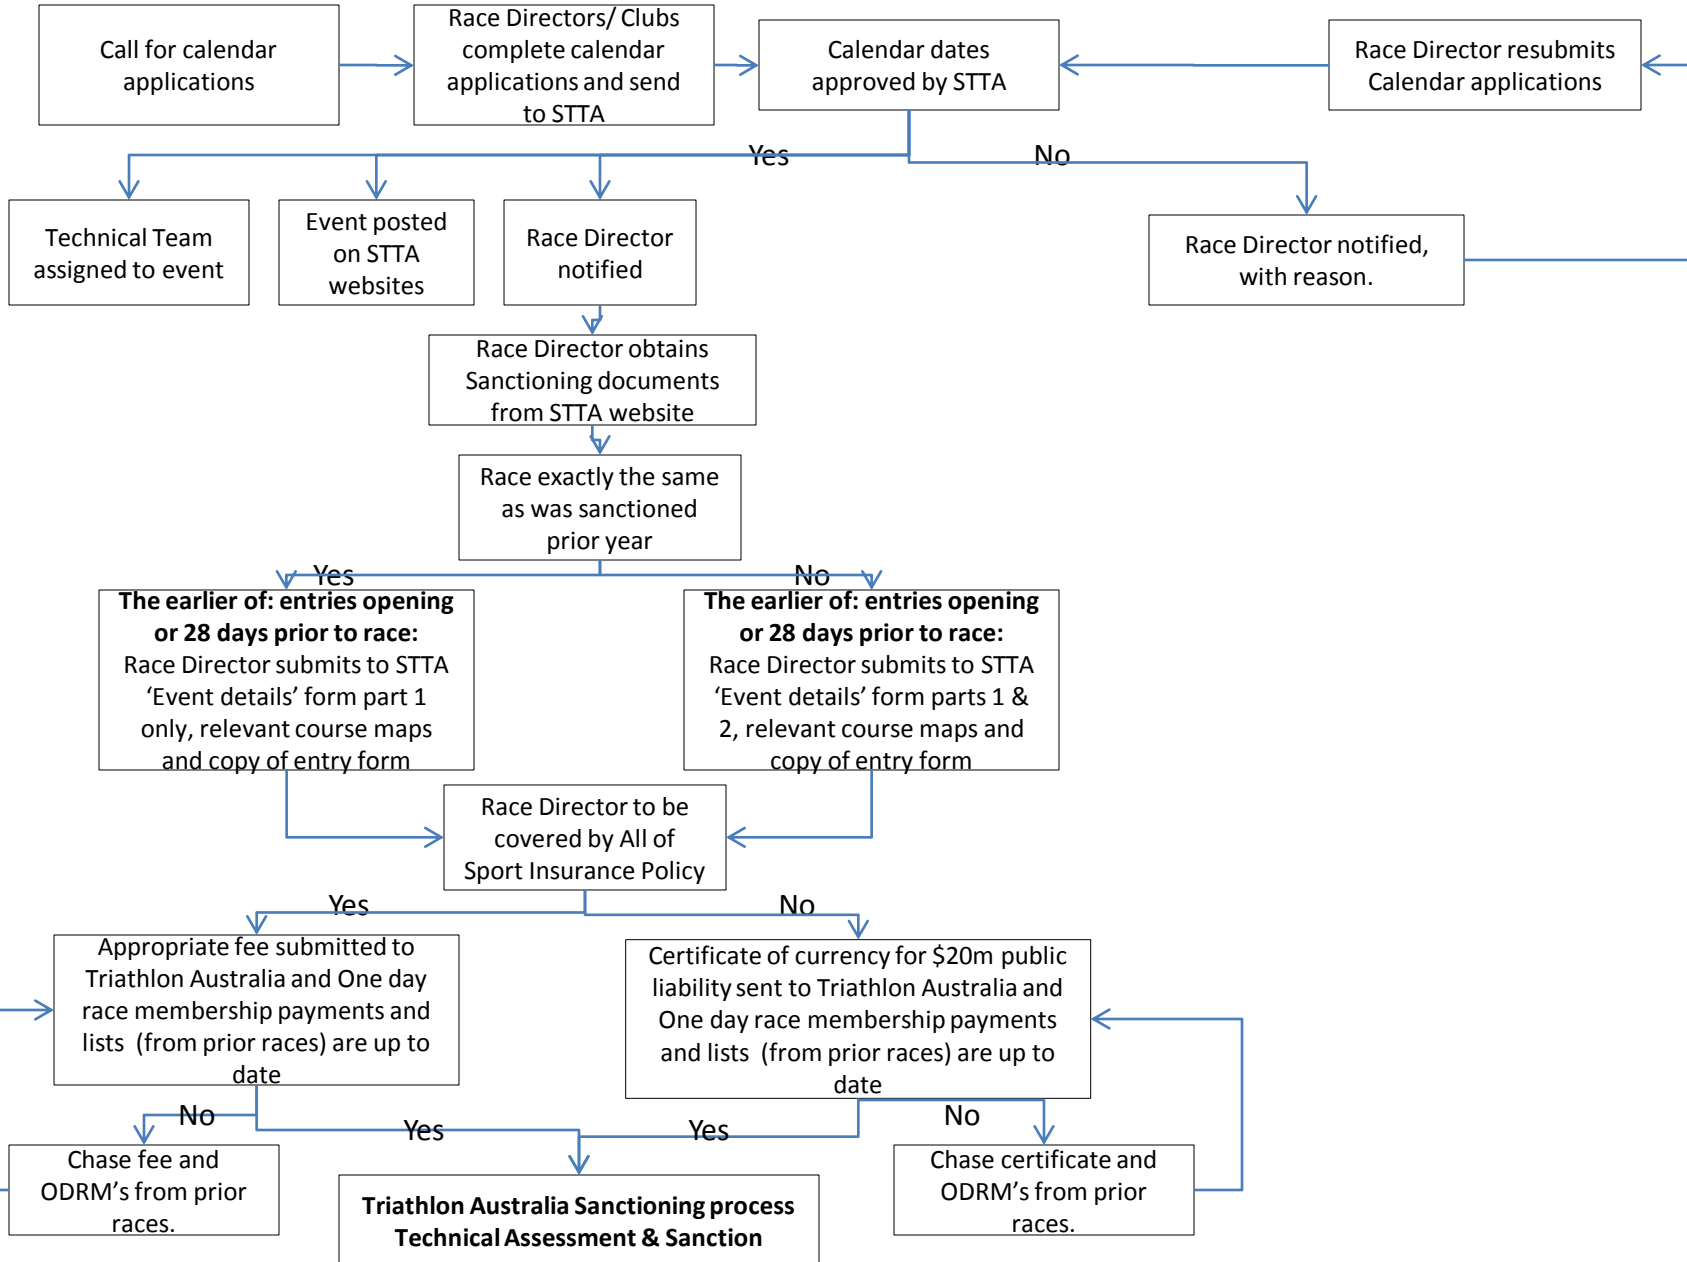 Call for calendar
applications
Race Directors/ Clubs
complete calendar
applications and send
to STTA
Calendar dates
approved by STTA
Race Director resubmits
Calendar applications
Yes
No
Technical Team
assigned to event
Event posted
on STTA
websites
Race Director
notified
Race Director notified,
with reason.
Race Director obtains
Sanctioning documents
from STTA website
Race exactly the same
as was sanctioned
prior year
Yes
No
The earlier of: entries opening
or 28 days prior to race:
Race Director submits to STTA
‘Event details’ form part 1
only, relevant course maps
and copy of entry form
The earlier of: entries opening
or 28 days prior to race:
Race Director submits to STTA
‘Event details’ form parts 1 &
2, relevant course maps and
copy of entry form
Race Director to be
covered by All of
Sport Insurance Policy
Yes
No
Appropriate fee submitted to
Triathlon Australia and One day
race membership payments and
lists (from prior races) are up to
date
Certificate of currency for $20m public
liability sent to Triathlon Australia and
One day race membership payments
and lists (from prior races) are up to
date
No
Yes
Yes
No
Chase fee and
ODRM’s from prior
races.
Triathlon Australia Sanctioning process
Technical Assessment & Sanction
Chase certificate and
ODRM’s from prior
races.